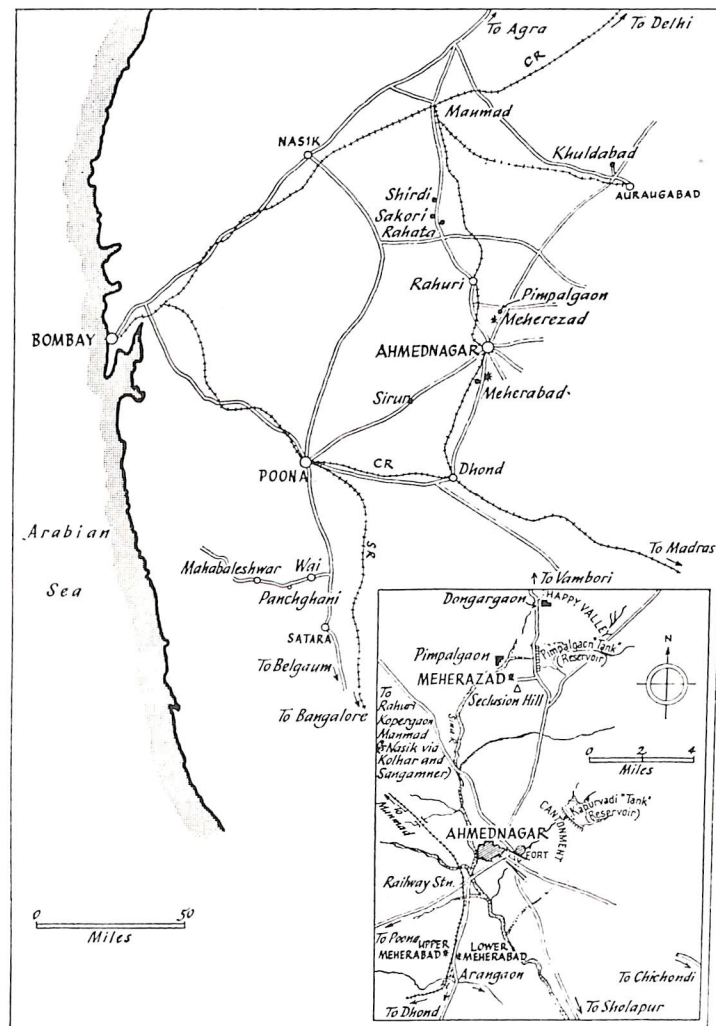 To Agra
To Delhi
CR
Manmad
NASIK
Khuldabad
AURAUGABAD
Shirdi
Sakori
Rahata
Rahuri
Pimpalgaon
Meherezad
BOMBAY
AHMEDNAGAR
Meherabad
Sirur
POONA
CR
Dhond
Arabian
Sea
SR
To Madras
Mahabaleshwar
Wai
Panchghani
SATARA
To Belgaum
To Bangalore
0 50
Miles
To Vambori
Dongargaon
HAPPY VALLEY
Pimpalgaon "Tank"
(Reservoir)
Pimpalgaon
MEHERAZAD
Seclusion Hill
N
To
Rahuri
Kopergaon
Manmad
& Nasik via
Kolhar and
Sangamner)
Sina R.
0 2 4
Miles
Kapurvadi "Tank"
(Reservoir)
CANTONMENT
To
Manmad
AHMEDNAGAR
FORT
Railway Stn.
To Poona
UPPER
MEHERABAD
LOWER
MEHERABAD
Arangaon
To Dhond
To Chichondi
To Sholapur